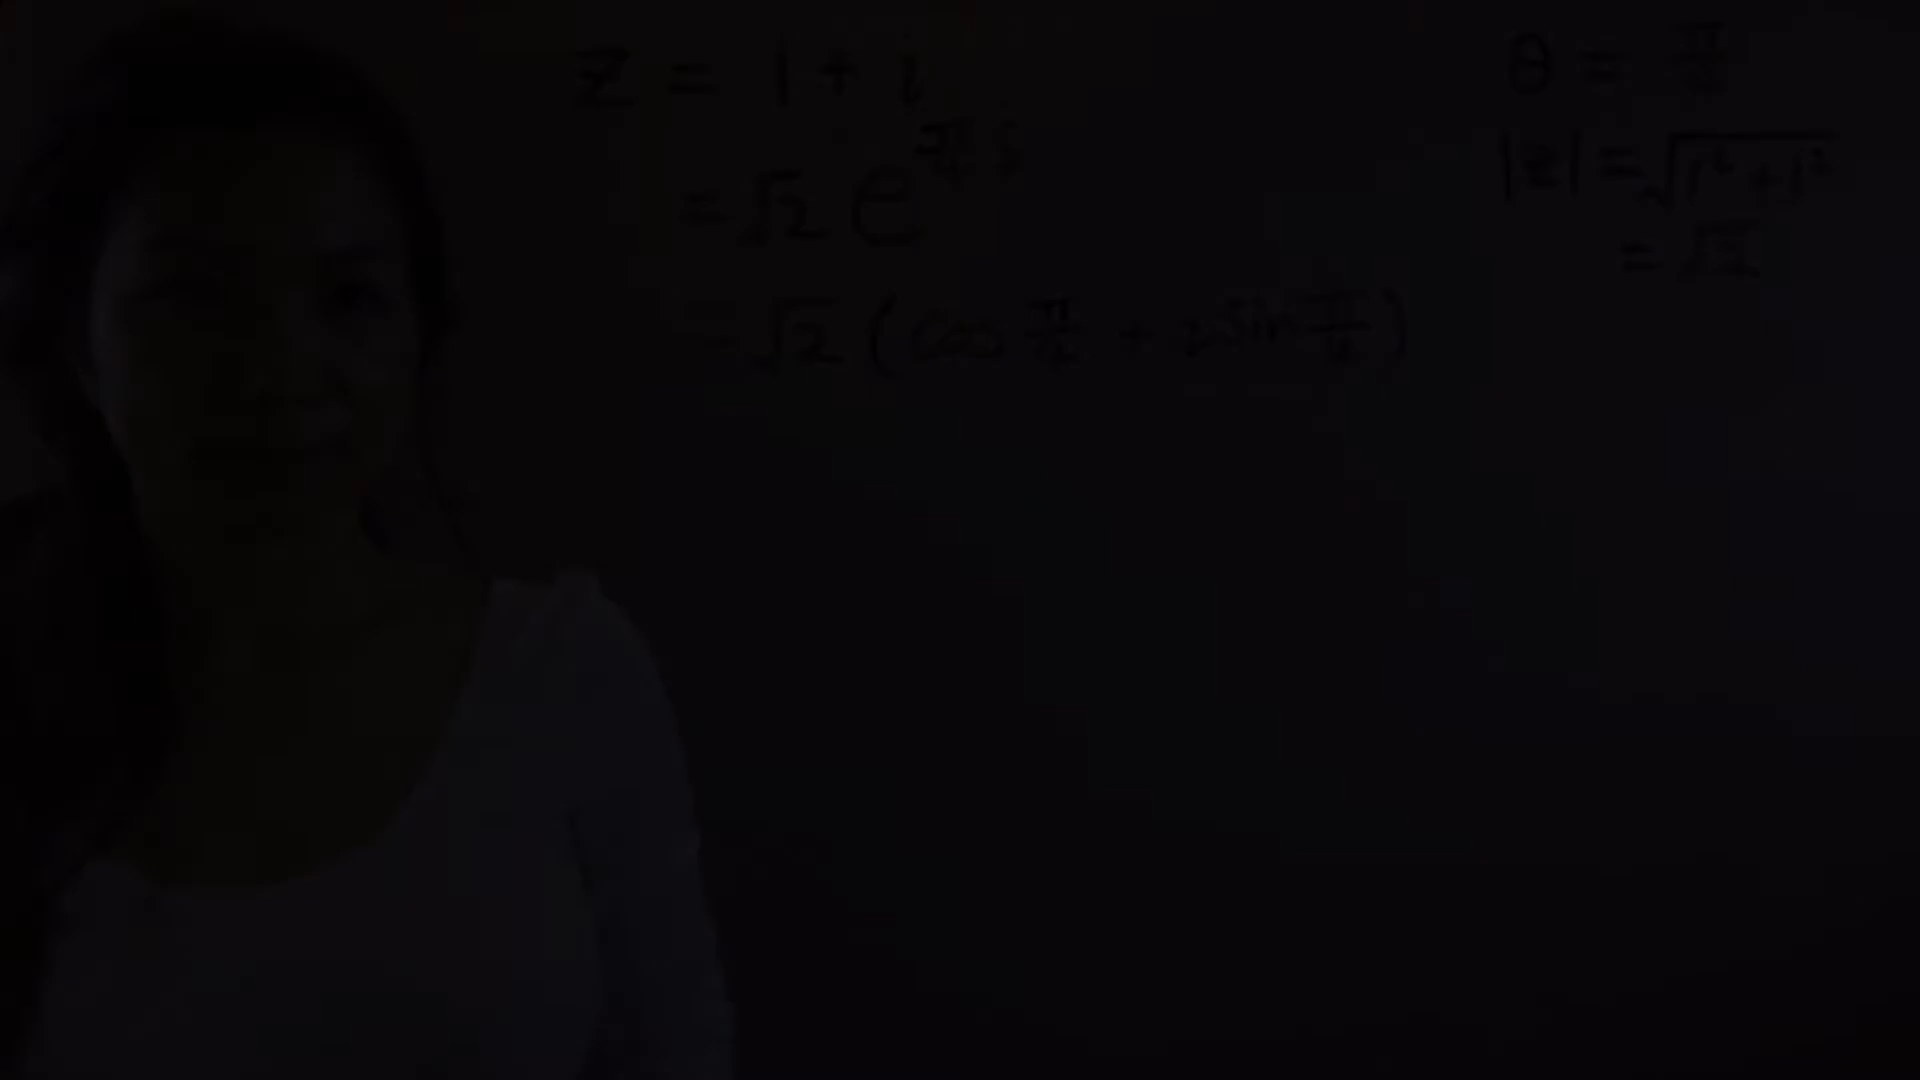 z = 1 + i
= √2 e^{π/4 i}
= √2 (cos π/4 + i sin π/4)
θ = π/4
|z| = √(1² + 1²)
= √2